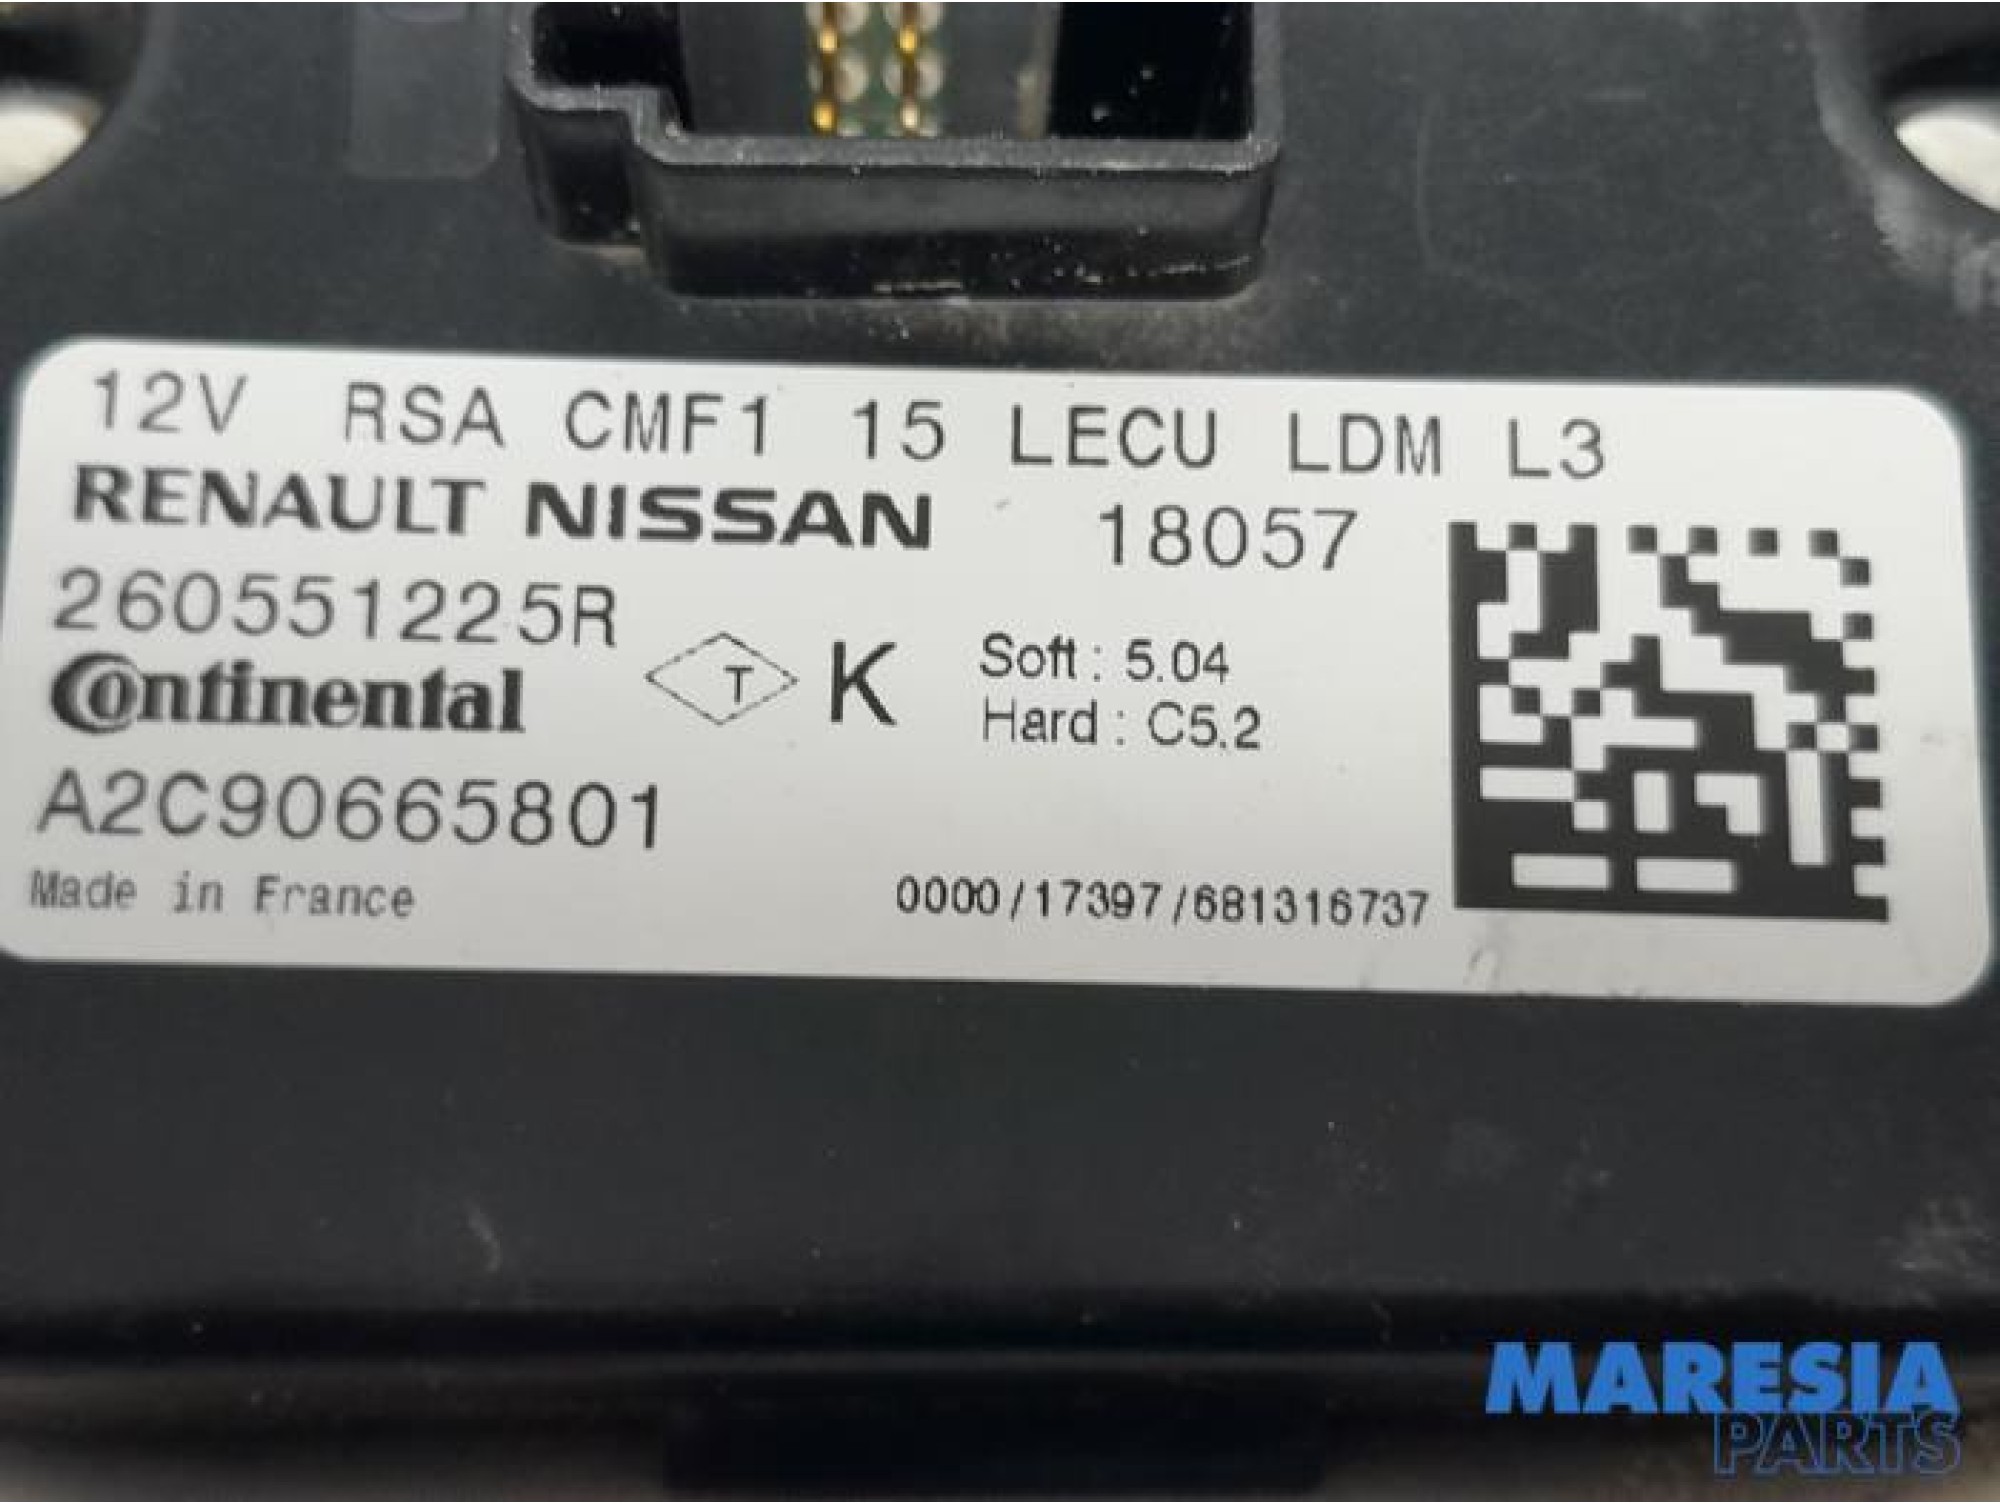 12V RSA CMF1 15 LECU LDM L3
RENAULT NISSAN 18057
260551225R
Continental T K Soft : 5.04
Hard : C5.2
A2C90665801
Made in France 0000/17397/681316737
MARESIA
PARTS